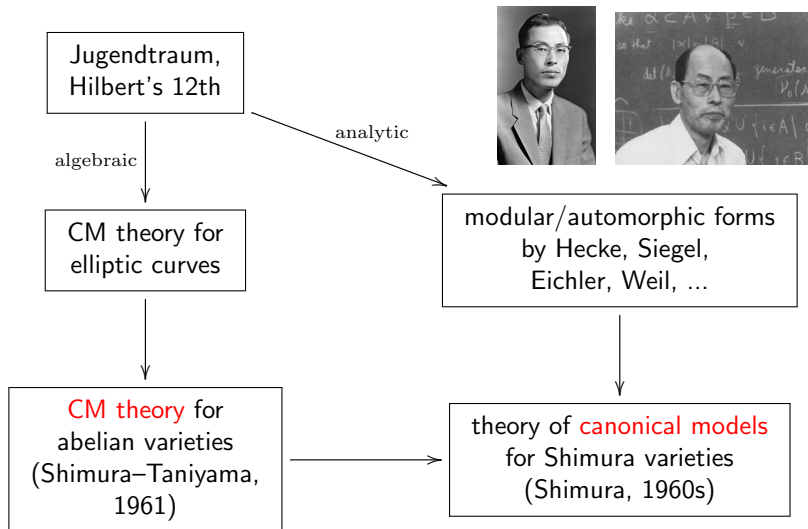 Jugendtraum,
Hilbert's 12th
analytic
algebraic
CM theory for
elliptic curves
modular/automorphic forms
by Hecke, Siegel,
Eichler, Weil, ...
CM theory for
abelian varieties
(Shimura–Taniyama,
1961)
theory of canonical models
for Shimura varieties
(Shimura, 1960s)
generates